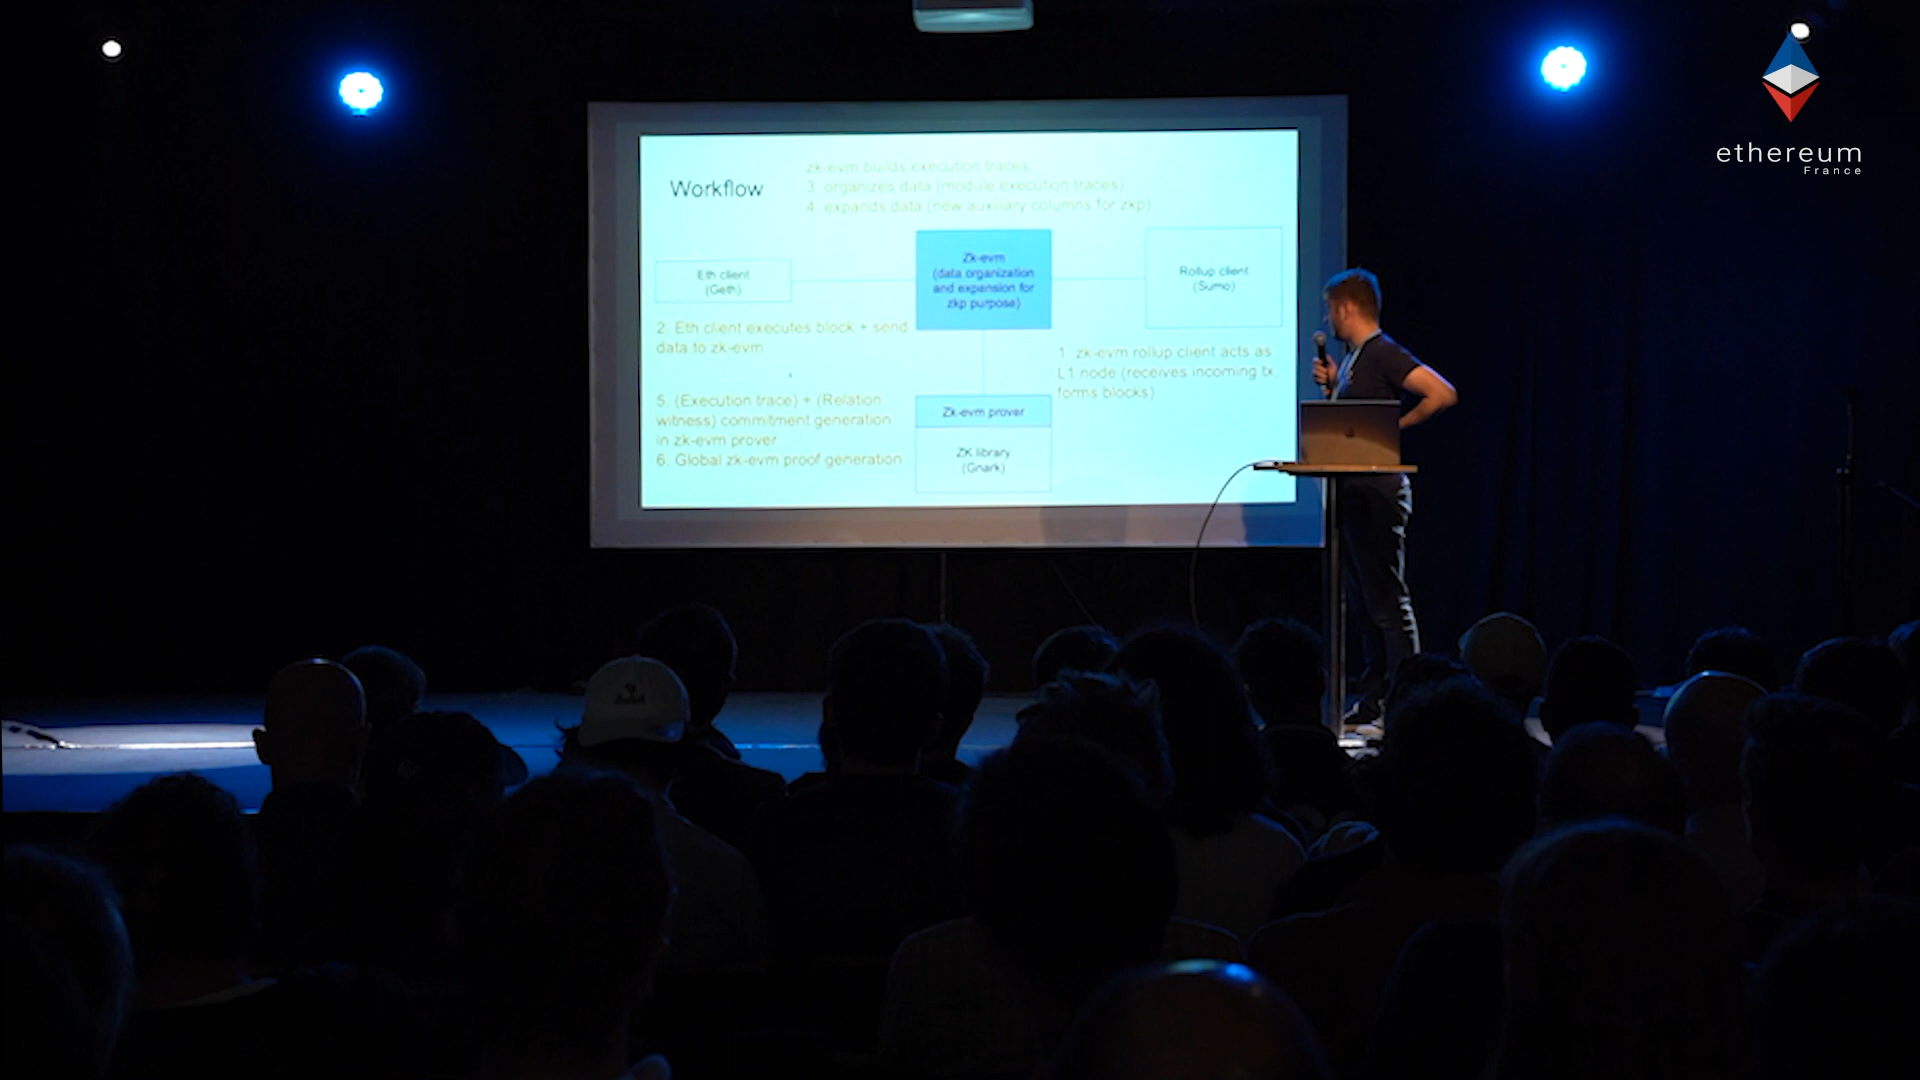 ethereum
France
Workflow
zk-evm builds execution traces
3. organizes data (module execution traces)
4. expands data (new auxiliary columns for zkp)
Eth client
(Geth)
Zk-evm
(data organization
and expansion for
zkp purpose)
Rollup client
(Sumo)
2. Eth client executes block + send
data to zk-evm
1. zk-evm rollup client acts as
L1 node (receives incoming tx,
forms blocks)
5. (Execution trace) + (Relation
witness) commitment generation
in zk-evm prover
6. Global zk-evm proof generation
Zk-evm prover
ZK library
(Gnark)